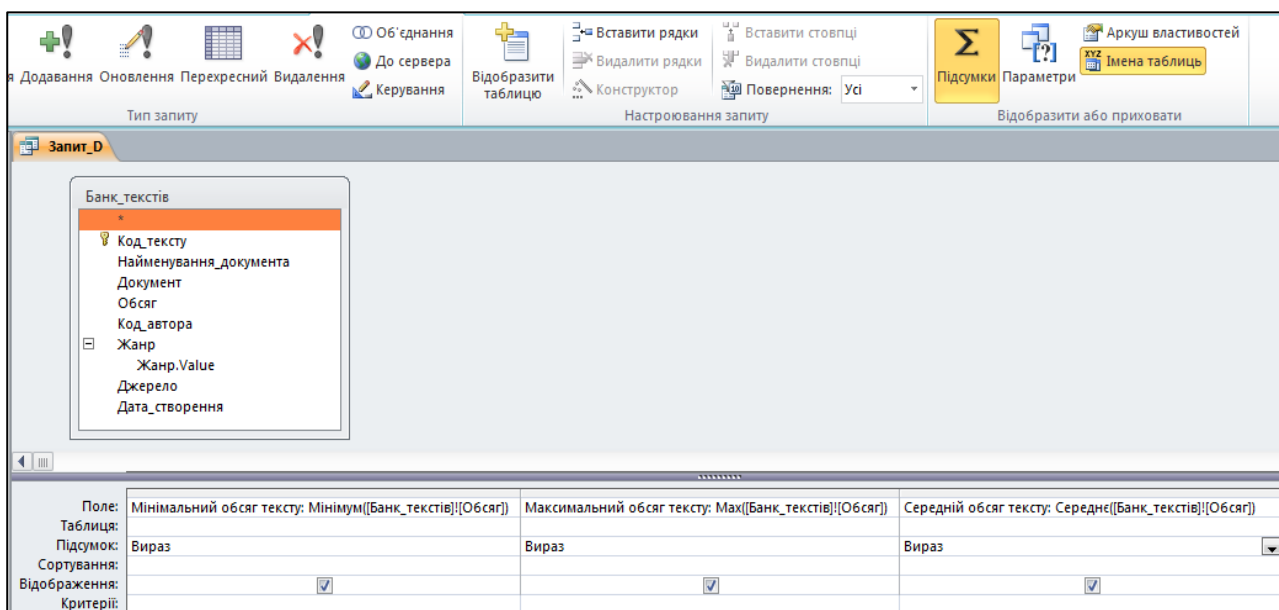 Об'єднання
Вставити рядки
Вставити стовпці
Аркуш властивостей
До сервера
Видалити рядки
Видалити стовпці
XYZ
Імена таблиць
я Додавання Оновлення Перехресний Видалення
Керування
Відобразити таблицю
Конструктор
Повернення: Усі
Підсумки Параметри
Тип запиту
Настроювання запиту
Відобразити або приховати
Запит_D
Банк_текстів
*
Код_тексту
Найменування_документа
Документ
Обсяг
Код_автора
Жанр
Жанр.Value
Джерело
Дата_створення
Поле: Мінімальний обсяг тексту: Мінімум([Банк_текстів]![Обсяг]) Максимальний обсяг тексту: Max([Банк_текстів]![Обсяг]) Середній обсяг тексту: Середнє([Банк_текстів]![Обсяг])
Таблиця:
Підсумок: Вираз Вираз Вираз
Сортування:
Відображення:
Критерії: